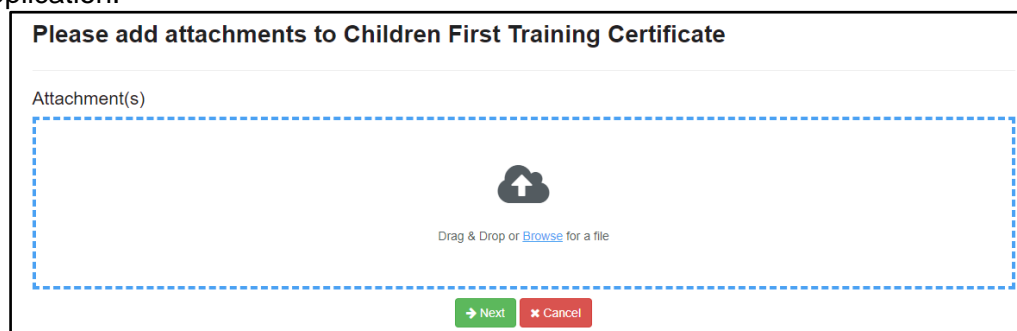 Please add attachments to Children First Training Certificate
Attachment(s)
Drag & Drop or Browse for a file
Next Cancel